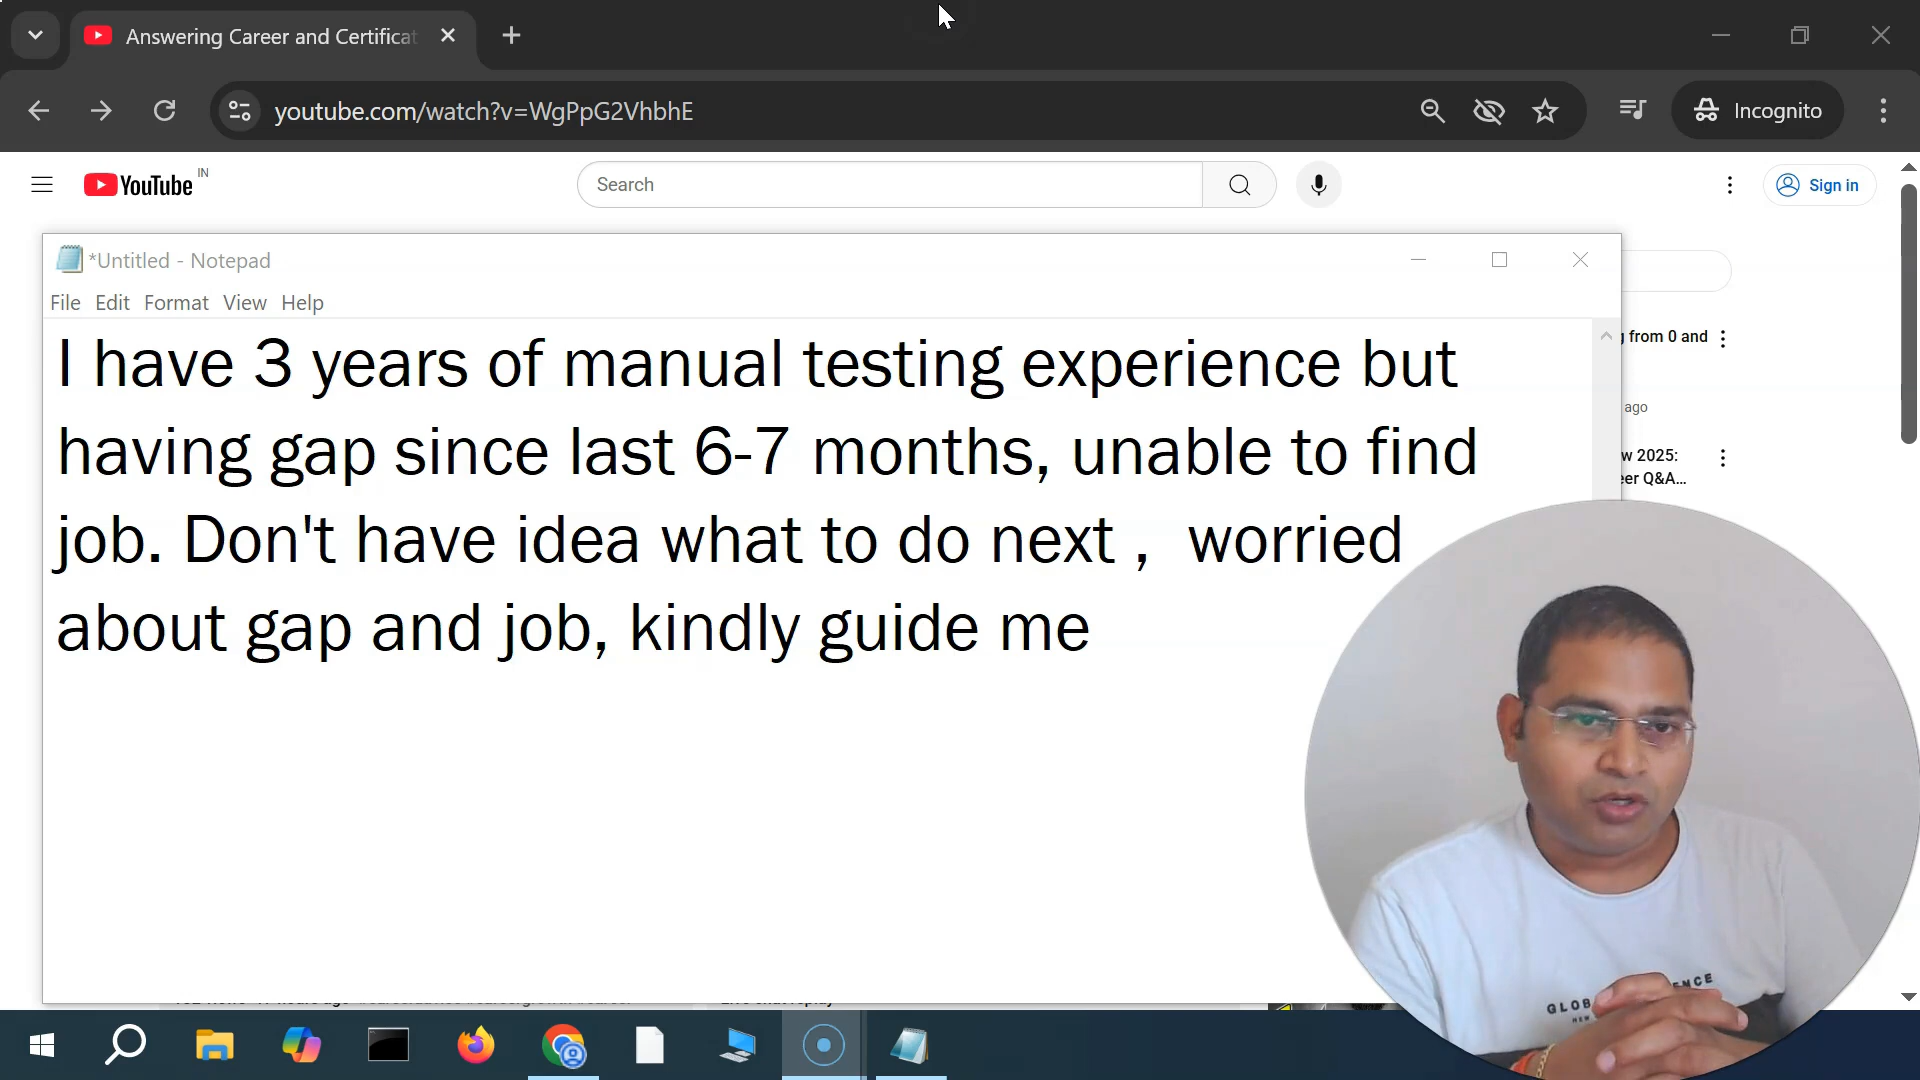 Answering Career and Certificat
youtube.com/watch?v=WgPpG2VhbhE
Incognito
YouTube IN
Search
Sign in
*Untitled - Notepad
File Edit Format View Help
I have 3 years of manual testing experience but
having gap since last 6-7 months, unable to find
job. Don't have idea what to do next ,  worried
about gap and job, kindly guide me
from 0 and
ago
w 2025:
er Q&A...
GLOB
NCE